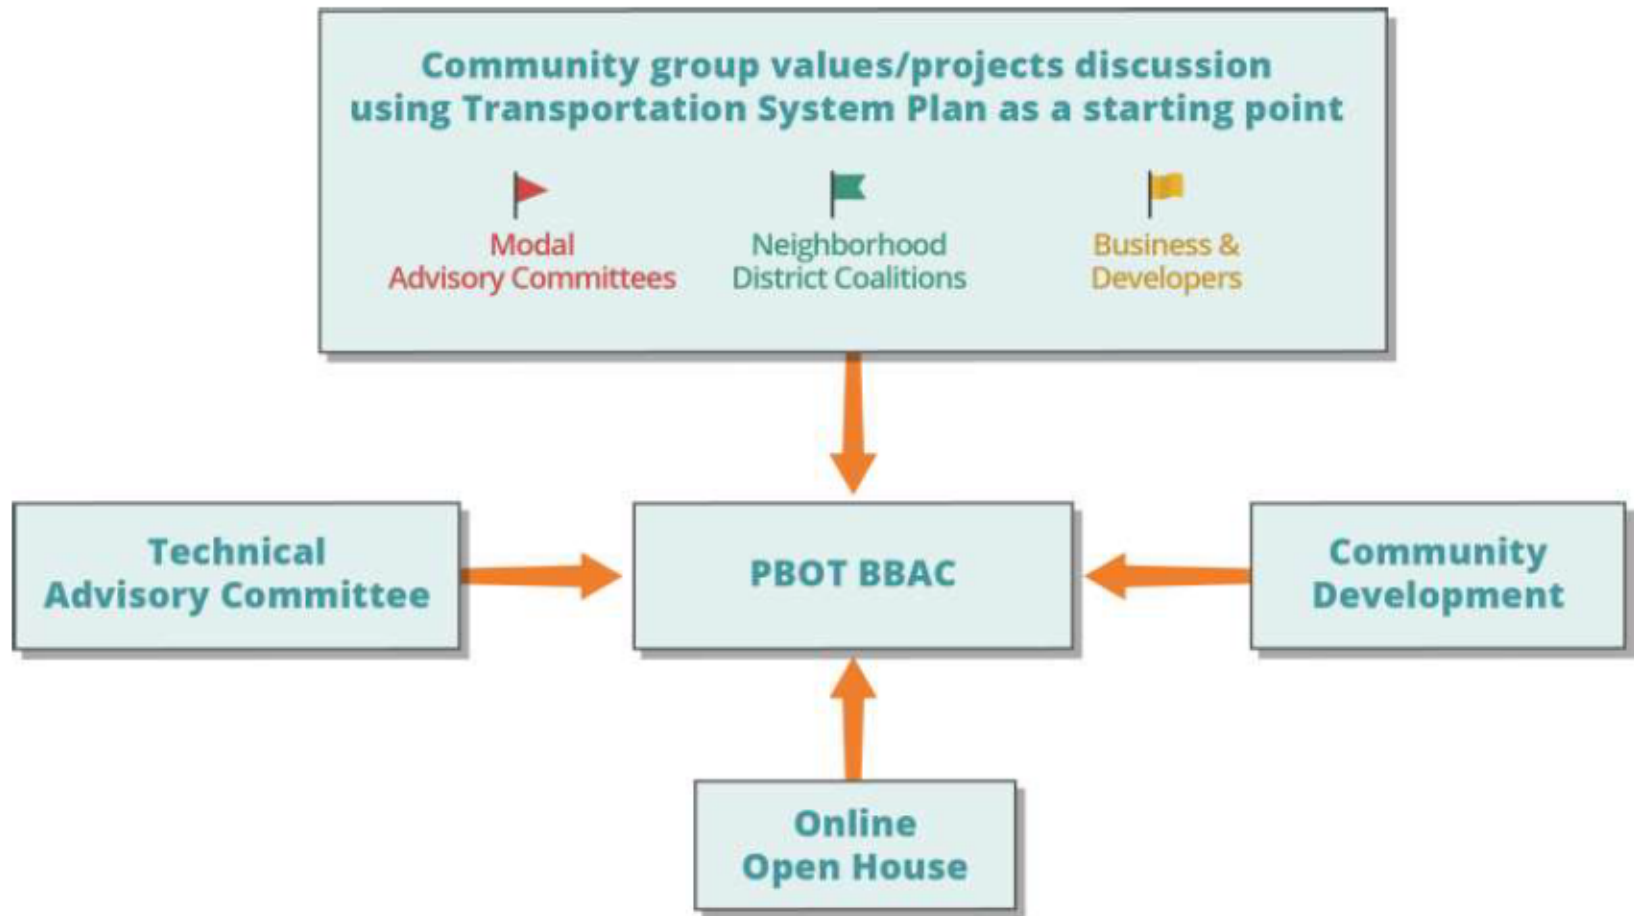 Community group values/projects discussion
using Transportation System Plan as a starting point
Modal
Advisory Committees
Neighborhood
District Coalitions
Business &
Developers
Technical
Advisory Committee
PBOT BBAC
Community
Development
Online
Open House